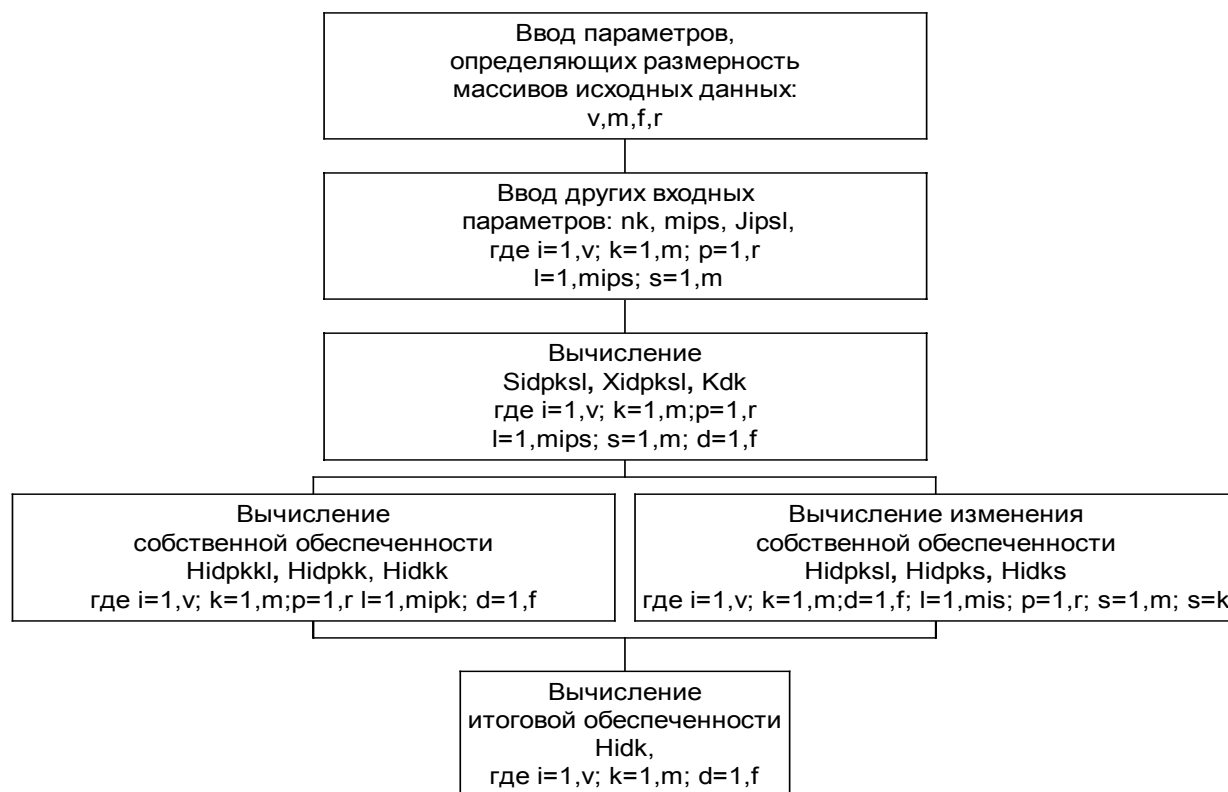 Ввод параметров,
определяющих размерность
массивов исходных данных:
v,m,f,r
Ввод других входных
параметров: nk, mips, Jipsl,
где i=1,v; k=1,m; p=1,r
l=1,mips; s=1,m
Вычисление
Sidpksl, Xidpksl, Kdk
где i=1,v; k=1,m;p=1,r
l=1,mips; s=1,m; d=1,f
Вычисление
собственной обеспеченности
Hidpkkl, Hidpkk, Hidkk
где i=1,v; k=1,m;p=1,r l=1,mipk; d=1,f
Вычисление изменения
собственной обеспеченности
Hidpksl, Hidpks, Hidks
где i=1,v; k=1,m;d=1,f; l=1,mis; p=1,r; s=1,m; s=k
Вычисление
итоговой обеспеченности
Hidk,
где i=1,v; k=1,m; d=1,f